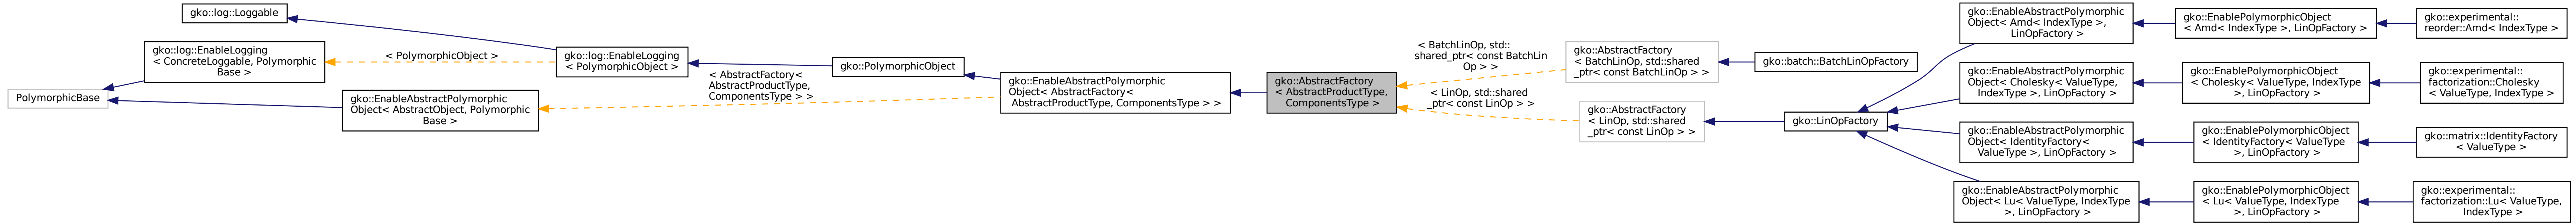 gko::log::Loggable
gko::log::EnableLogging
< ConcreteLoggable, Polymorphic
Base >
PolymorphicBase
< PolymorphicObject >
gko::log::EnableLogging
< PolymorphicObject >
gko::EnableAbstractPolymorphic
Object< AbstractObject, Polymorphic
Base >
< AbstractFactory<
AbstractProductType,
ComponentsType > >
gko::PolymorphicObject
gko::EnableAbstractPolymorphic
Object< AbstractFactory<
AbstractProductType, ComponentsType > >
gko::AbstractFactory
< AbstractProductType,
ComponentsType >
< BatchLinOp, std::
shared_ptr< const BatchLin
Op > >
< LinOp, std::shared
_ptr< const LinOp > >
gko::AbstractFactory
< BatchLinOp, std::shared
_ptr< const BatchLinOp > >
gko::AbstractFactory
< LinOp, std::shared
_ptr< const LinOp > >
gko::batch::BatchLinOpFactory
gko::LinOpFactory
gko::EnableAbstractPolymorphic
Object< Amd< IndexType >,
LinOpFactory >
gko::EnablePolymorphicObject
< Amd< IndexType >, LinOpFactory >
gko::experimental::
reorder::Amd< IndexType >
gko::EnableAbstractPolymorphic
Object< Cholesky< ValueType,
IndexType >, LinOpFactory >
gko::EnablePolymorphicObject
< Cholesky< ValueType, IndexType
>, LinOpFactory >
gko::experimental::
factorization::Cholesky
< ValueType, IndexType >
gko::EnableAbstractPolymorphic
Object< IdentityFactory<
ValueType >, LinOpFactory >
gko::EnablePolymorphicObject
< IdentityFactory< ValueType
>, LinOpFactory >
gko::matrix::IdentityFactory
< ValueType >
gko::EnableAbstractPolymorphic
Object< Lu< ValueType, IndexType
>, LinOpFactory >
gko::EnablePolymorphicObject
< Lu< ValueType, IndexType
>, LinOpFactory >
gko::experimental::
factorization::Lu< ValueType,
IndexType >